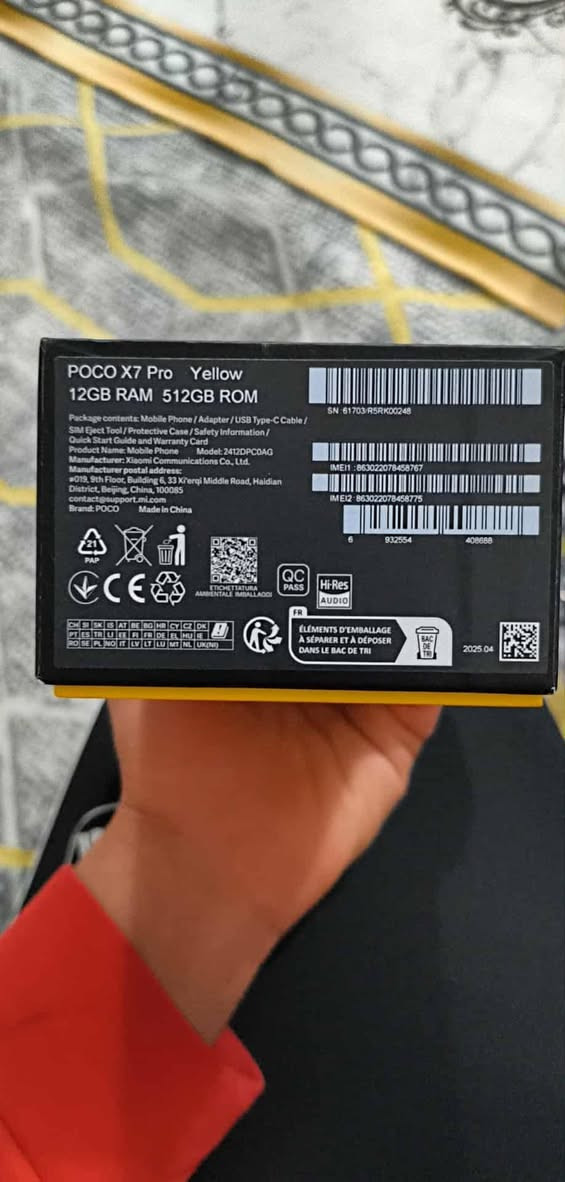 POCO X7 Pro Yellow
12GB RAM 512GB ROM
Package contents: Mobile Phone / Adapter / USB Type-C Cable /
SIM Eject Tool / Protective Case / Safety Information /
Quick Start Guide and Warranty Card
Product Name: Mobile Phone Model: 2412DPC0AG
Manufacturer: Xiaomi Communications Co., Ltd.
Manufacturer postal address:
#019, 9th Floor, Building 6, 33 Xi'erqi Middle Road, Haidian
District, Beijing, China, 100085
contact@support.mi.com
Brand: POCO Made in China
SN 61703/R5RK00248
IMEI1 :863022078458767
IMEI2 :863022078458775
6 932554 408688
21
PAP
CE
ETICHETTATURA
AMBIENTALE IMBALLAGGI
QC
PASS
Hi-Res
AUDIO
CH SI SK IS AT BE BG HR CY CZ DK
PT ES TR LI EE FI FR DE EL HU IE
RO SE PL NO IT LV LT LU MT NL UK(NI)
FR
ÉLÉMENTS D'EMBALLAGE
À SÉPARER ET À DÉPOSER
DANS LE BAC DE TRI
BAC
DE
TRI
2025.04